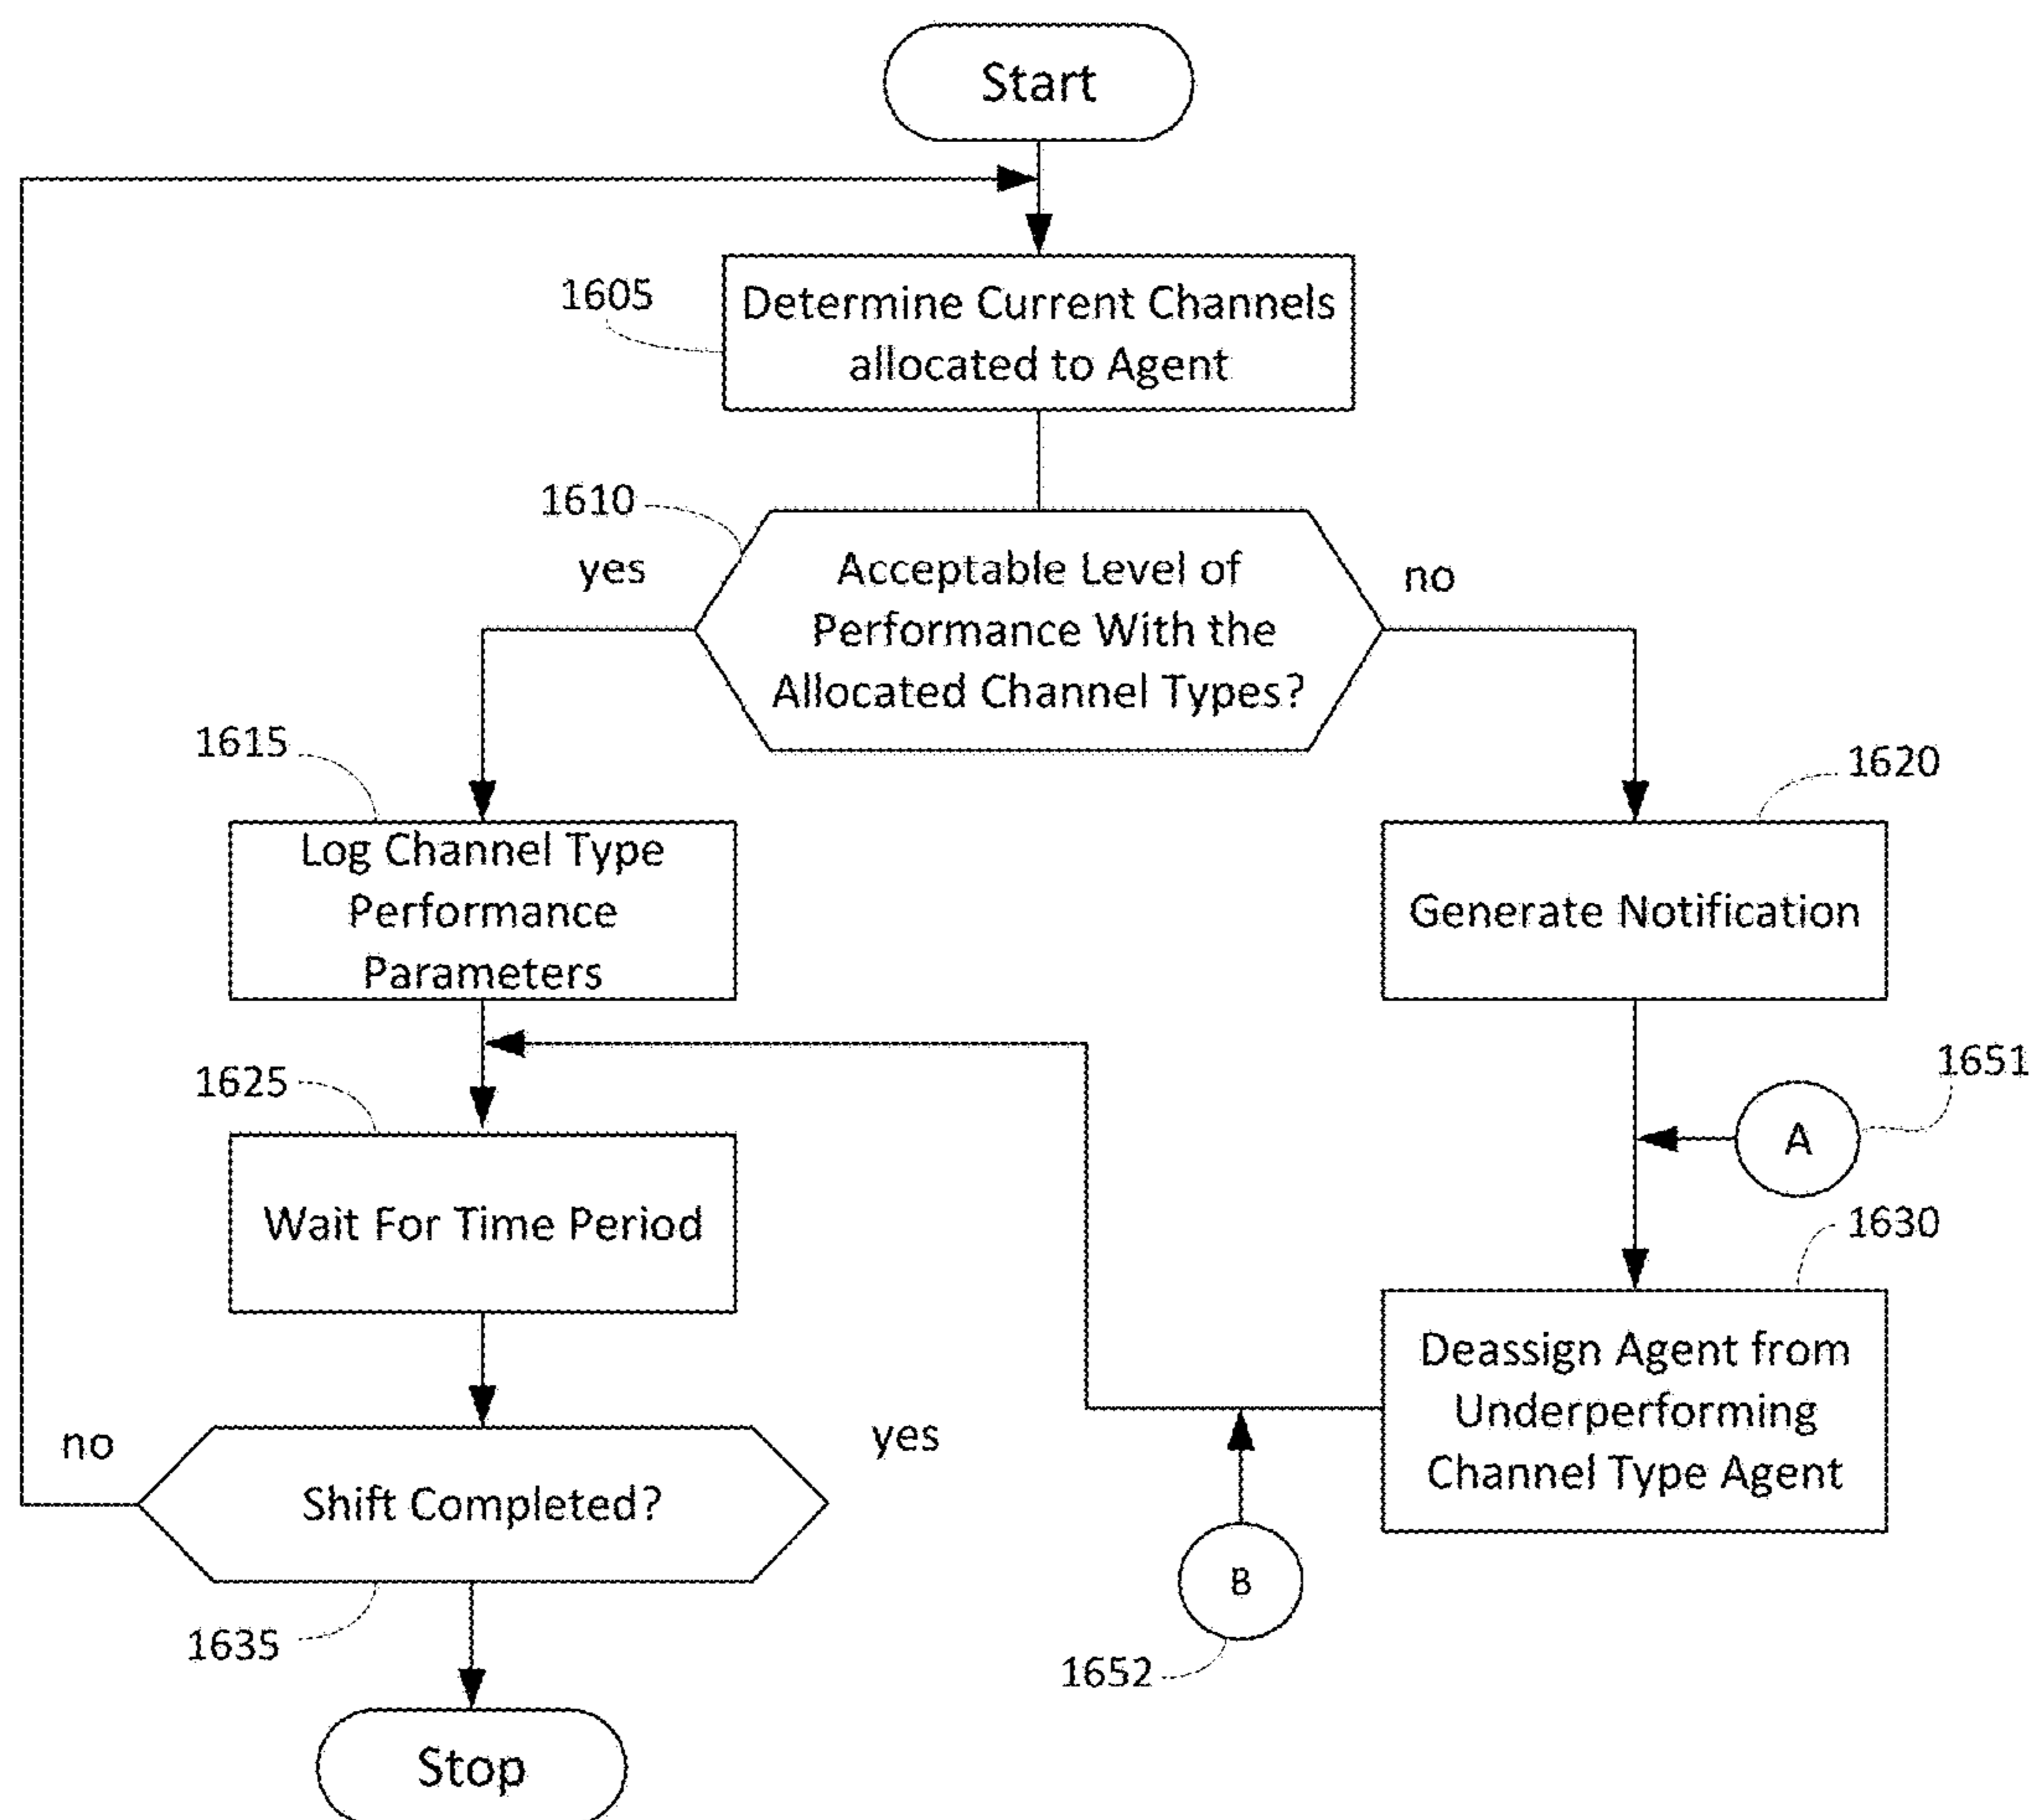 Start
1605
Determine Current Channels
allocated to Agent
1610
yes
Acceptable Level of
Performance With the
Allocated Channel Types?
no
1615
Log Channel Type
Performance
Parameters
1620
Generate Notification
1651
A
1625
Wait For Time Period
1630
Deassign Agent from
Underperforming
Channel Type Agent
no
Shift Completed?
yes
1635
B
1652
Stop